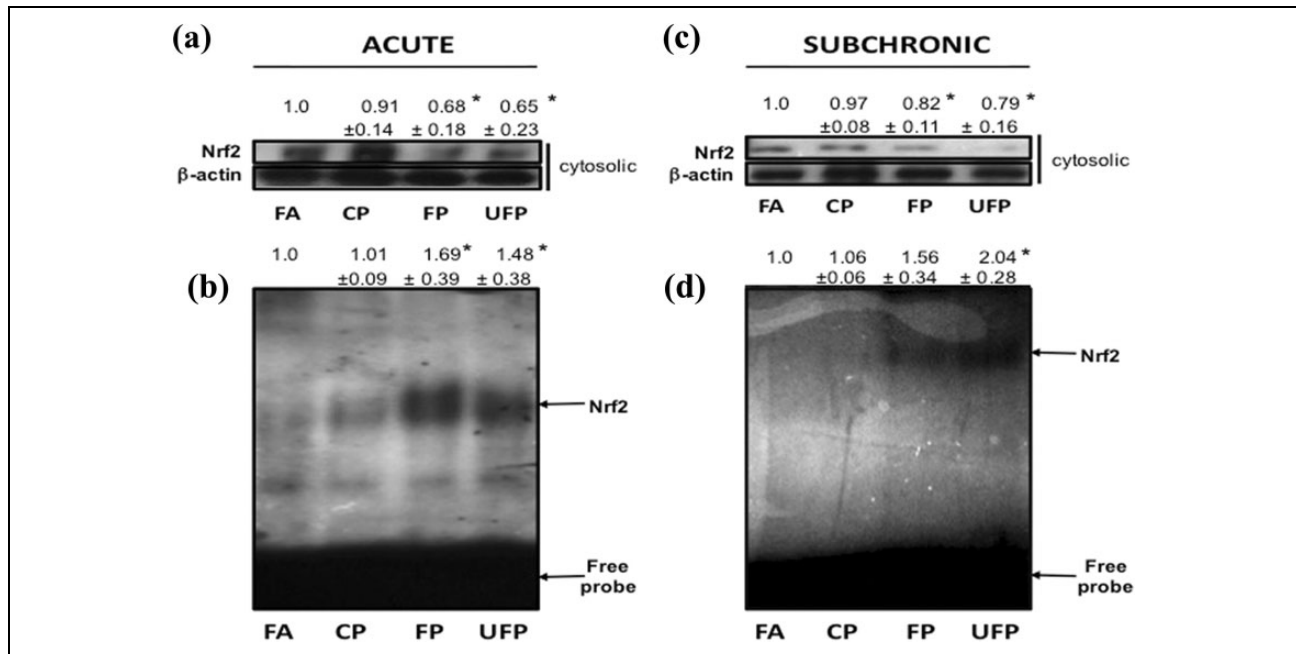 (a)
ACUTE
1.0 0.91 0.68 * 0.65 *
±0.14 ± 0.18 ± 0.23
Nrf2
β-actin
cytosolic
FA CP FP UFP
1.0 1.01 1.69 * 1.48 *
±0.09 ± 0.39 ± 0.38
(b)
Nrf2
Free
probe
FA CP FP UFP
(c)
SUBCHRONIC
1.0 0.97 0.82 * 0.79 *
±0.08 ± 0.11 ± 0.16
Nrf2
β-actin
cytosolic
FA CP FP UFP
1.0 1.06 1.56 2.04 *
±0.06 ± 0.34 ± 0.28
(d)
Nrf2
Free
probe
FA CP FP UFP